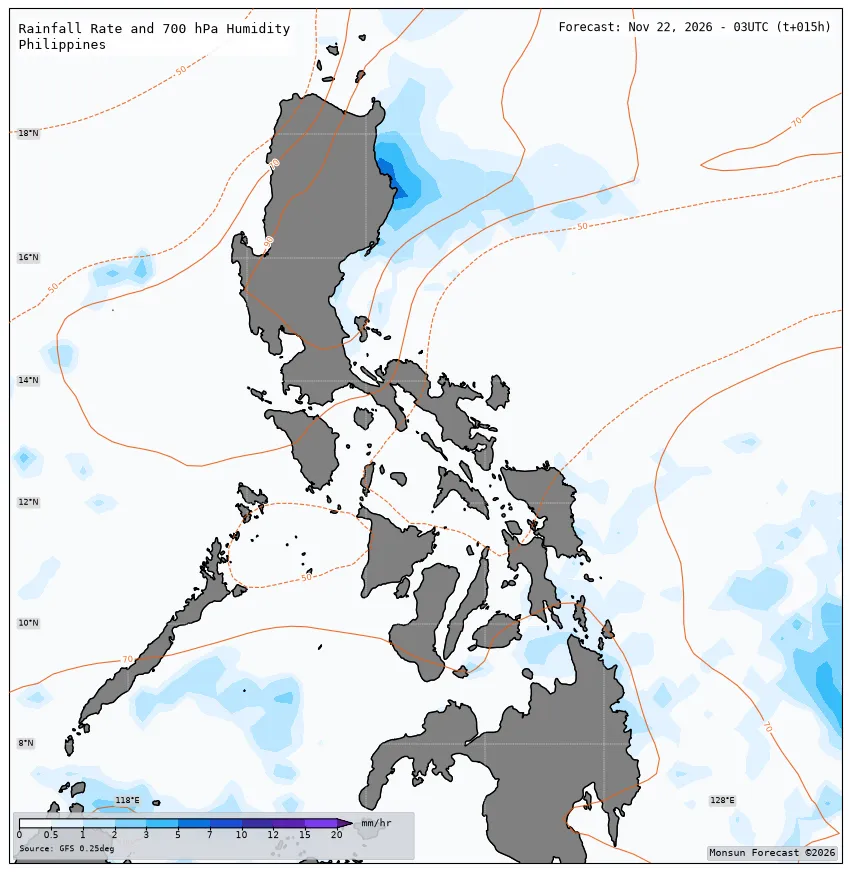 Rainfall Rate and 700 hPa Humidity
Philippines
Forecast: Nov 22, 2026 - 03UTC (t+015h)
50
70
18°N
70
50
90
16°N
50
14°N
12°N
50
10°N
70
70
8°N
118°E
128°E
0 0.5 1 2 3 5 7 10 12 15 20 mm/hr
Source: GFS 0.25deg
Monsun Forecast ©2026